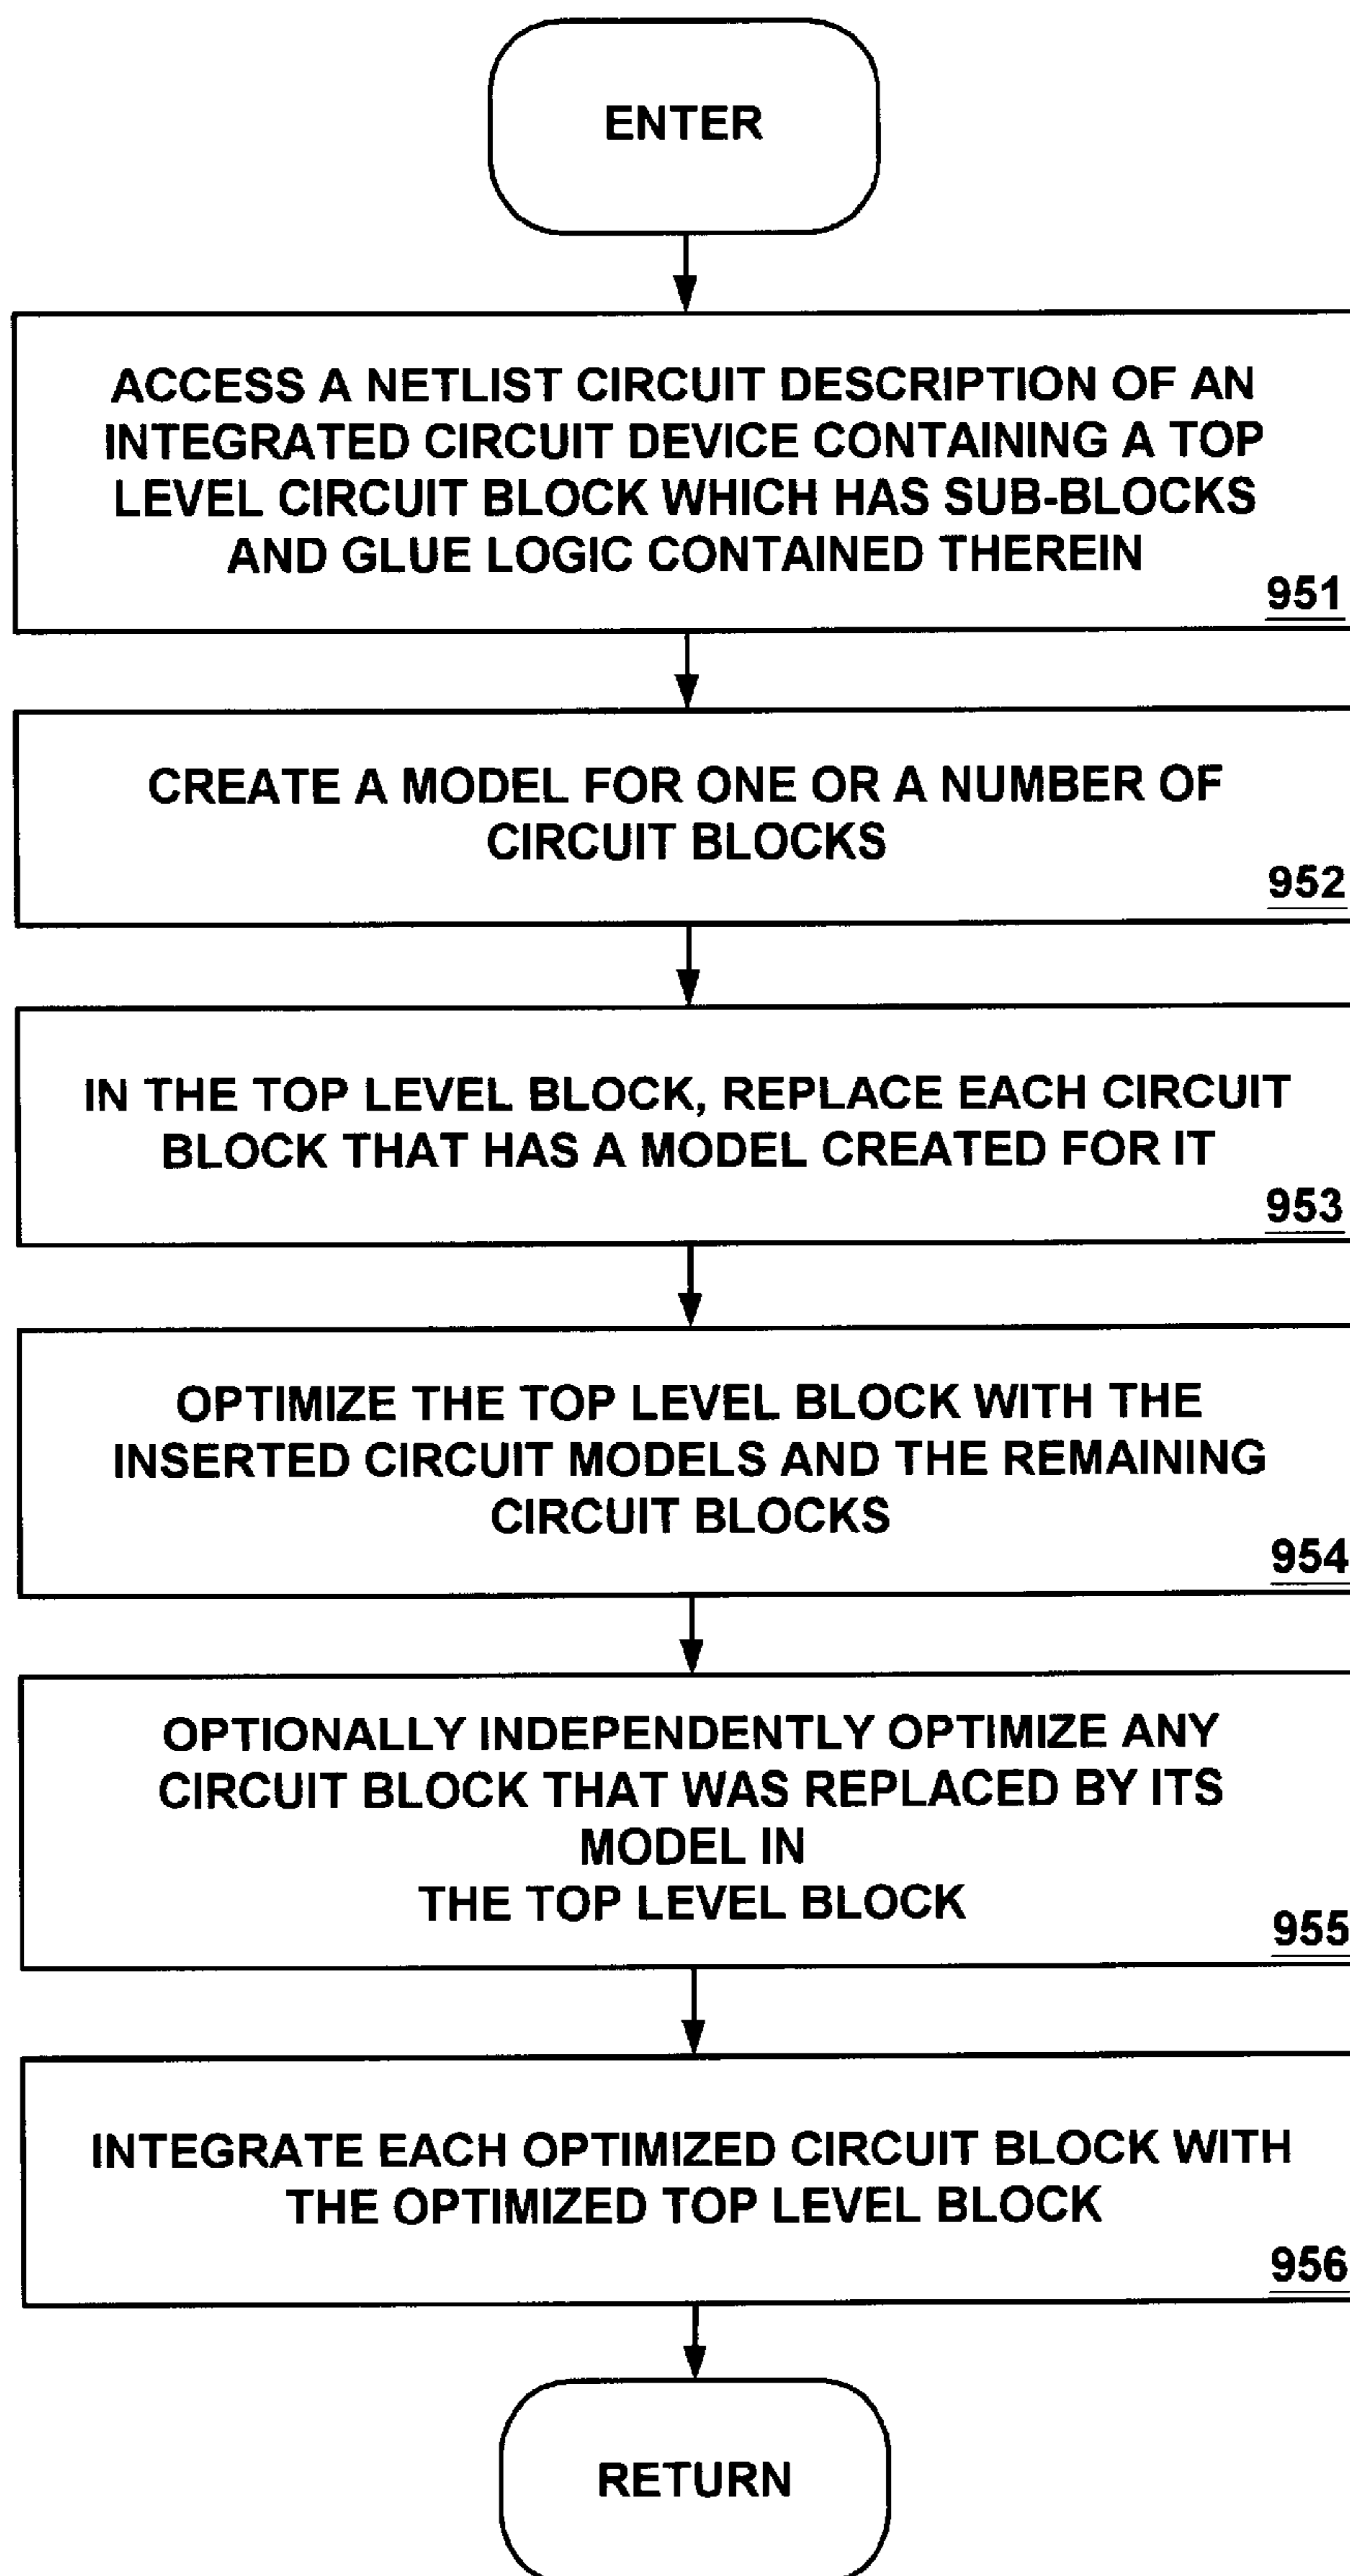 ENTER
ACCESS A NETLIST CIRCUIT DESCRIPTION OF AN
INTEGRATED CIRCUIT DEVICE CONTAINING A TOP
LEVEL CIRCUIT BLOCK WHICH HAS SUB-BLOCKS
AND GLUE LOGIC CONTAINED THEREIN
951
CREATE A MODEL FOR ONE OR A NUMBER OF
CIRCUIT BLOCKS
952
IN THE TOP LEVEL BLOCK, REPLACE EACH CIRCUIT
BLOCK THAT HAS A MODEL CREATED FOR IT
953
OPTIMIZE THE TOP LEVEL BLOCK WITH THE
INSERTED CIRCUIT MODELS AND THE REMAINING
CIRCUIT BLOCKS
954
OPTIONALLY INDEPENDENTLY OPTIMIZE ANY
CIRCUIT BLOCK THAT WAS REPLACED BY ITS
MODEL IN
THE TOP LEVEL BLOCK
955
INTEGRATE EACH OPTIMIZED CIRCUIT BLOCK WITH
THE OPTIMIZED TOP LEVEL BLOCK
956
RETURN